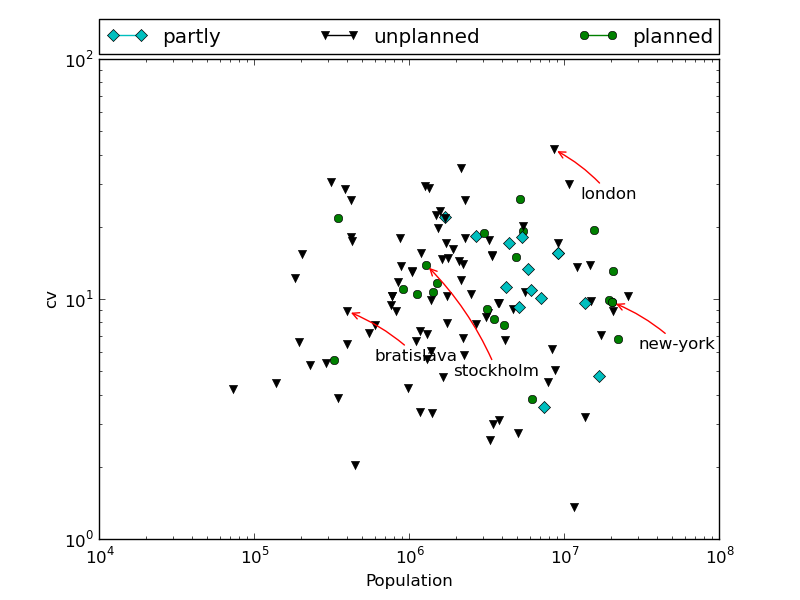 partly unplanned planned
10^2
london
cv
10^1
new-york
bratislava
stockholm
10^0
10^4 10^5 10^6 10^7 10^8
Population